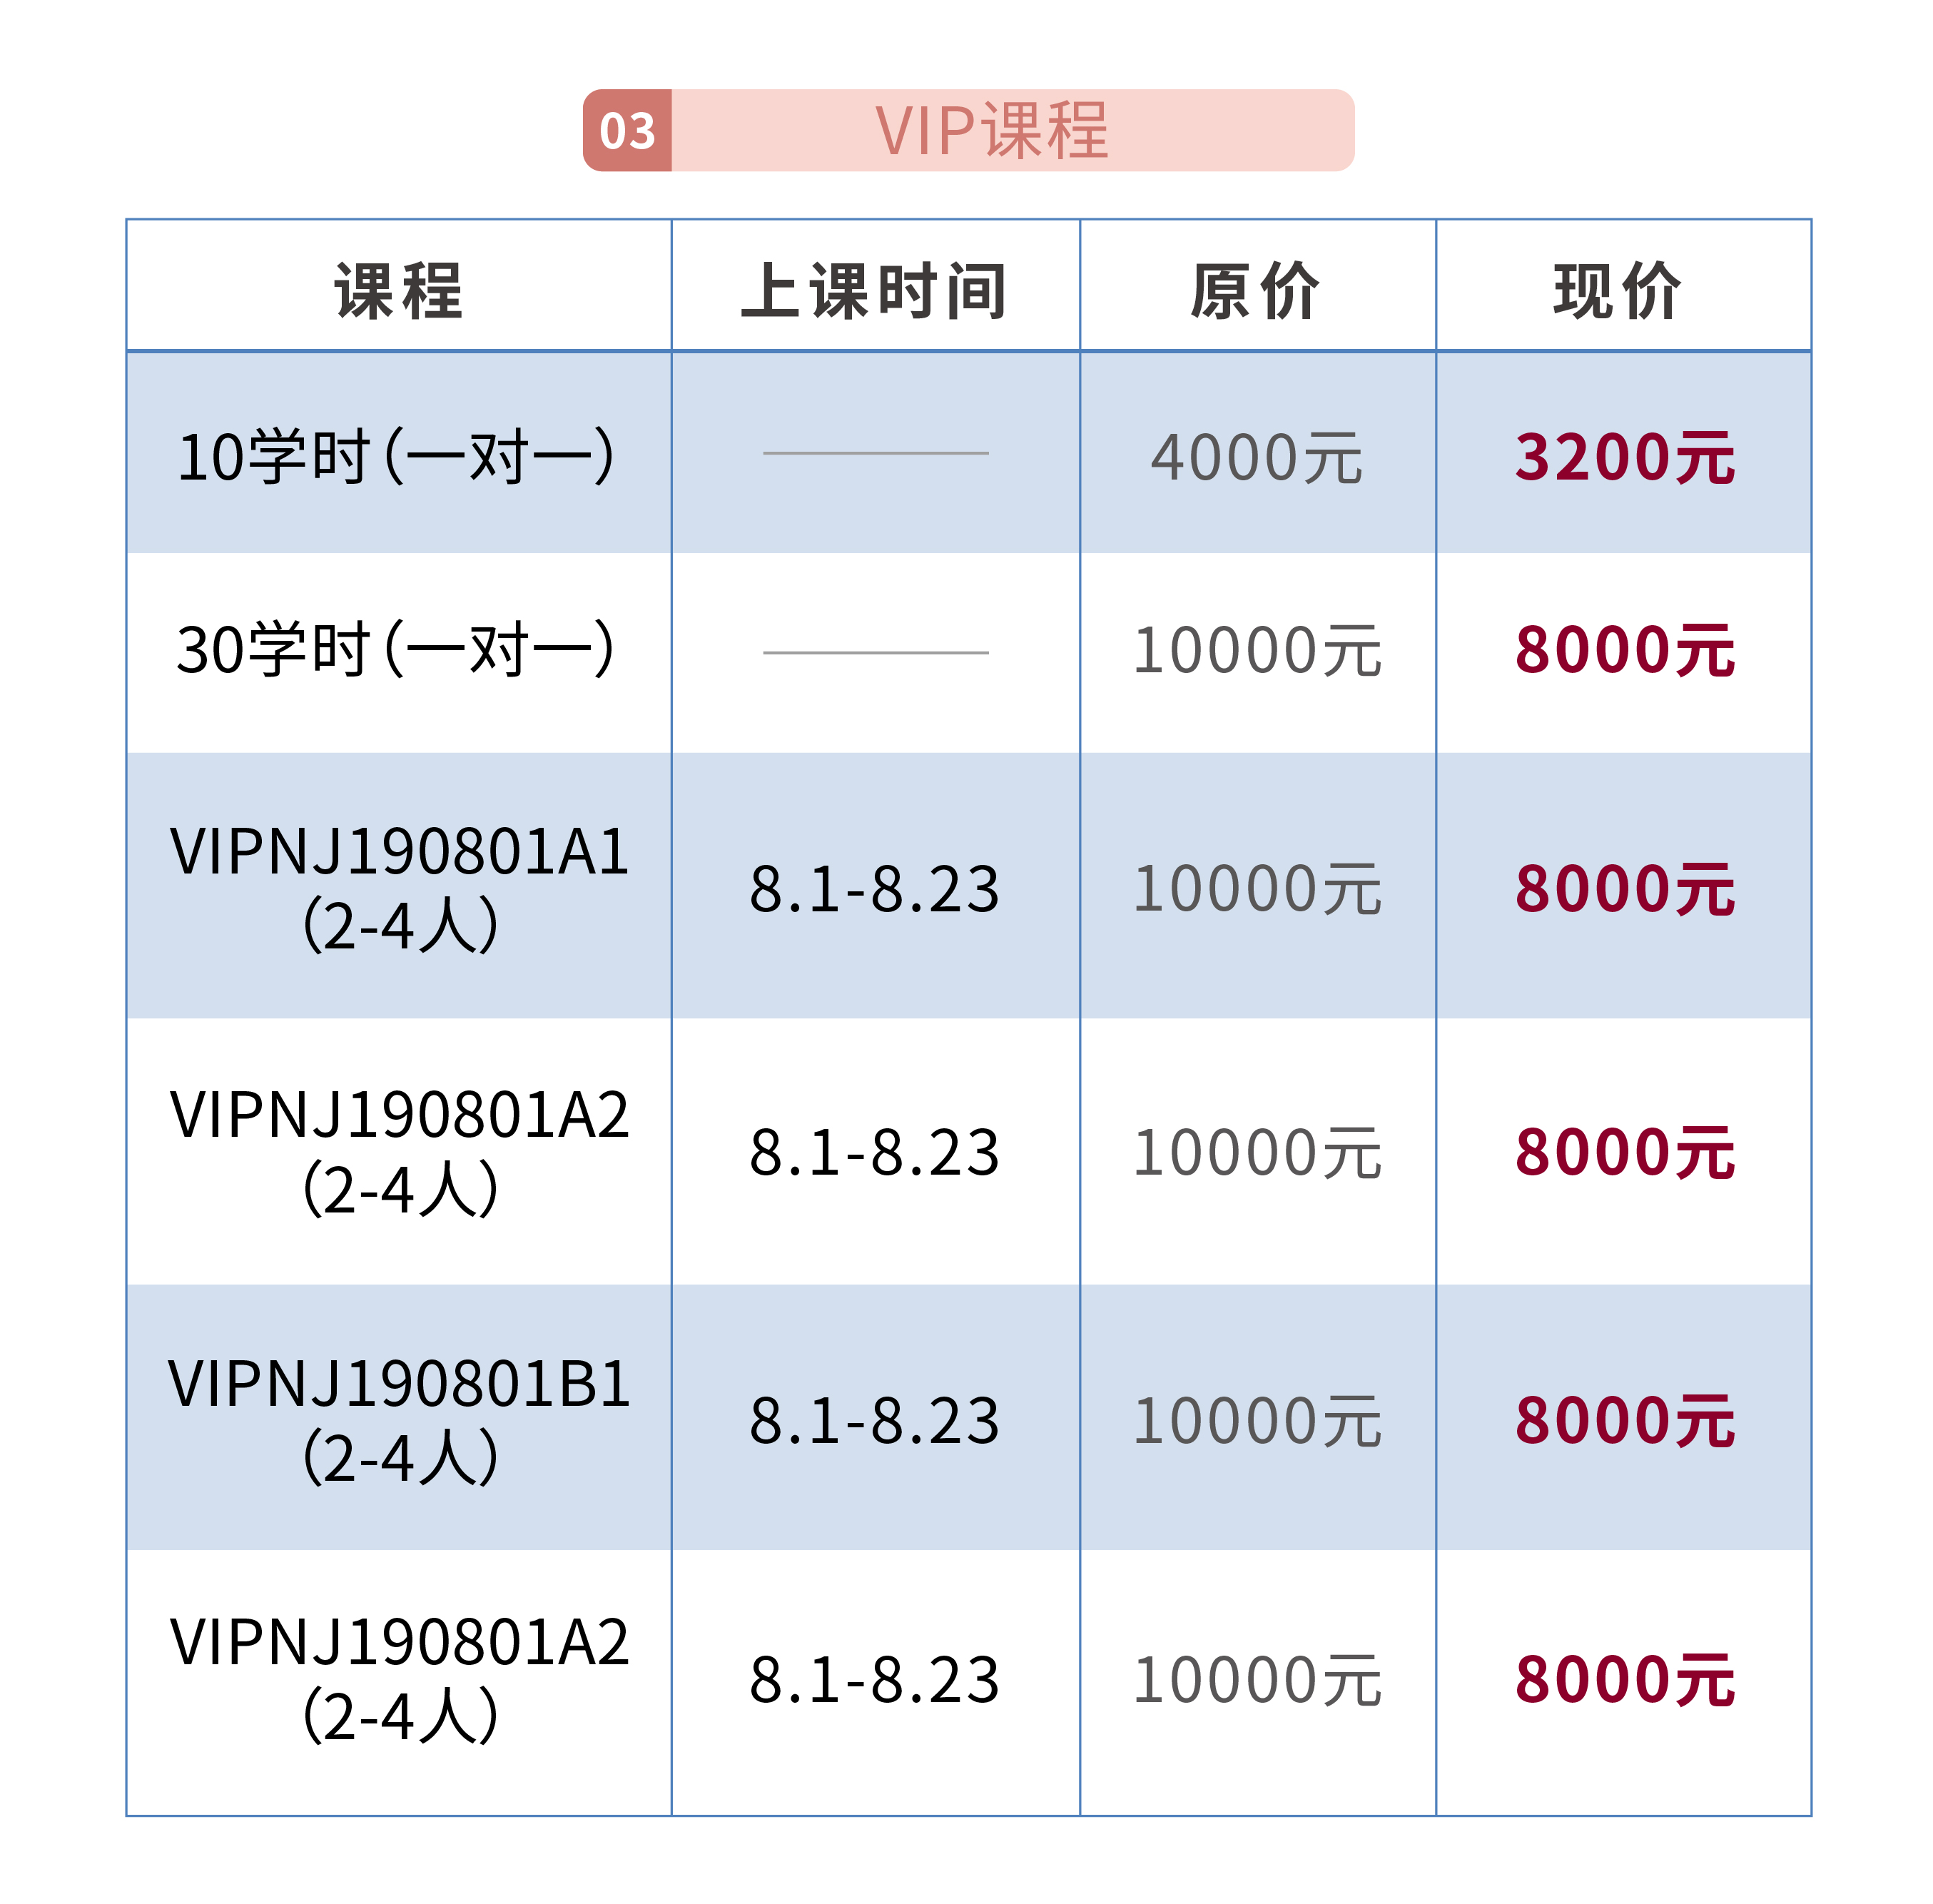 03 VIP课程
课程 上课时间 原价 现价
10学时(一对一) 4000元 3200元
30学时(一对一) 10000元 8000元
VIPNJ190801A1
(2-4人) 8.1-8.23 10000元 8000元
VIPNJ190801A2
(2-4人) 8.1-8.23 10000元 8000元
VIPNJ190801B1
(2-4人) 8.1-8.23 10000元 8000元
VIPNJ190801A2
(2-4人) 8.1-8.23 10000元 8000元